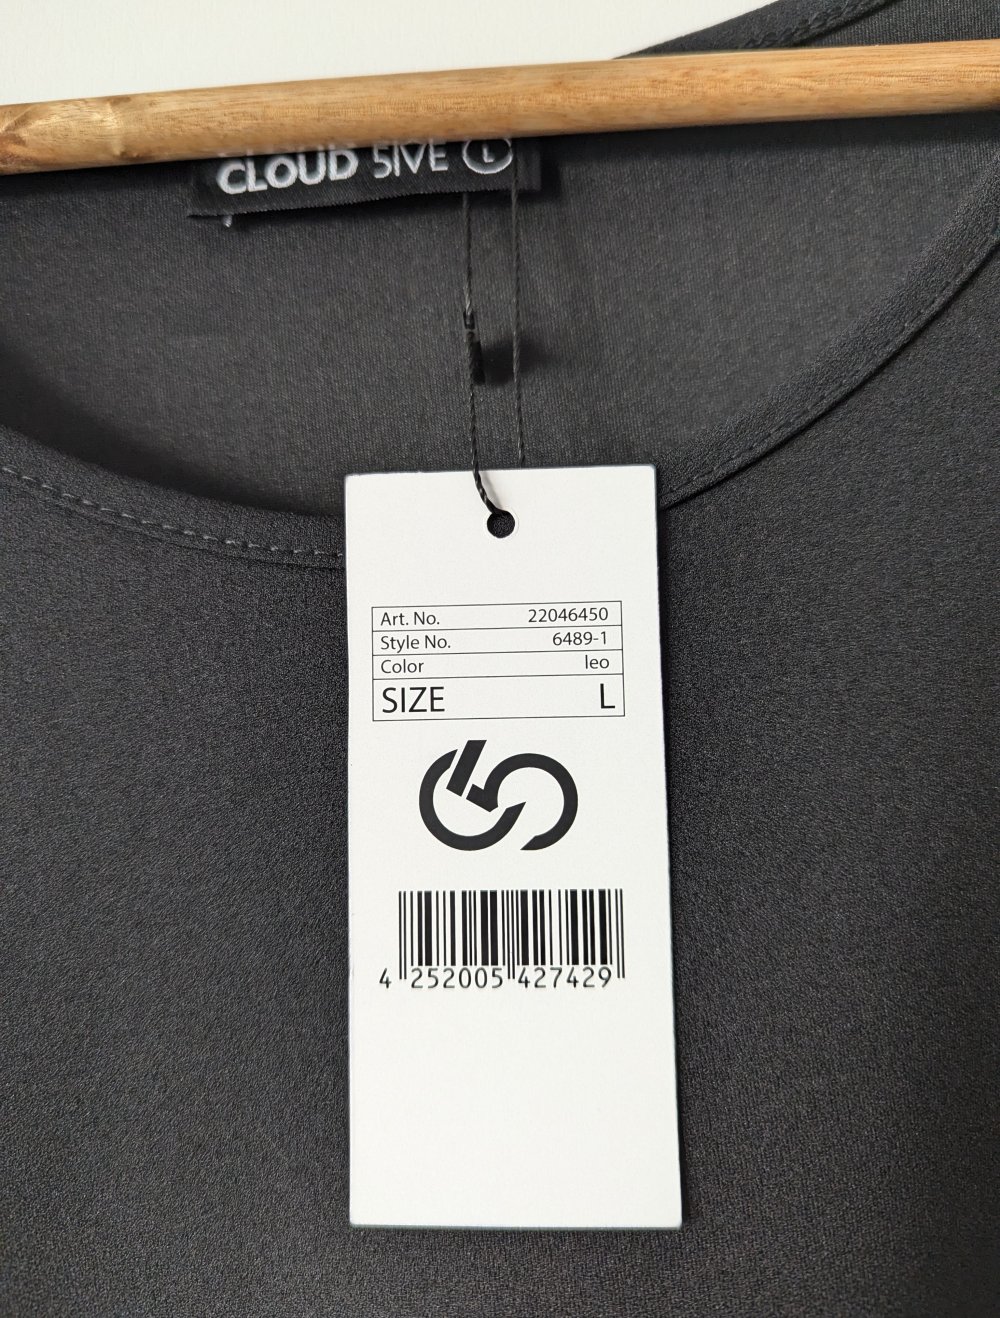 CLOUD 5IVE L
Art. No. 22046450
Style No. 6489-1
Color leo
SIZE L
4 252005 427429